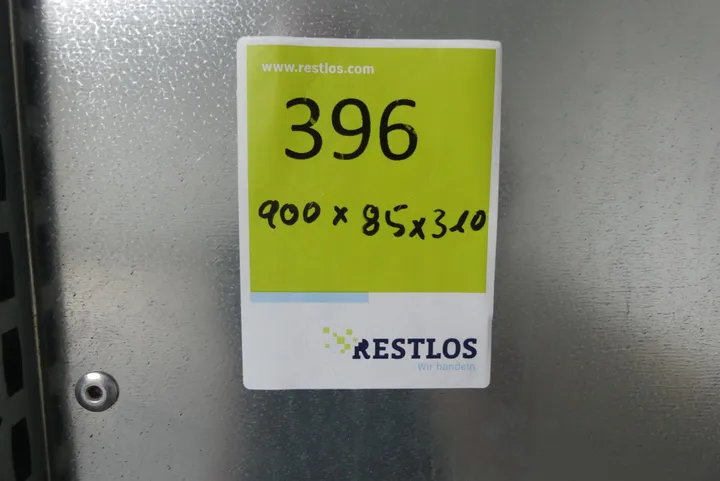 www.restlos.com
396
900 x 85 x 310
RESTLOS
Wir handeln